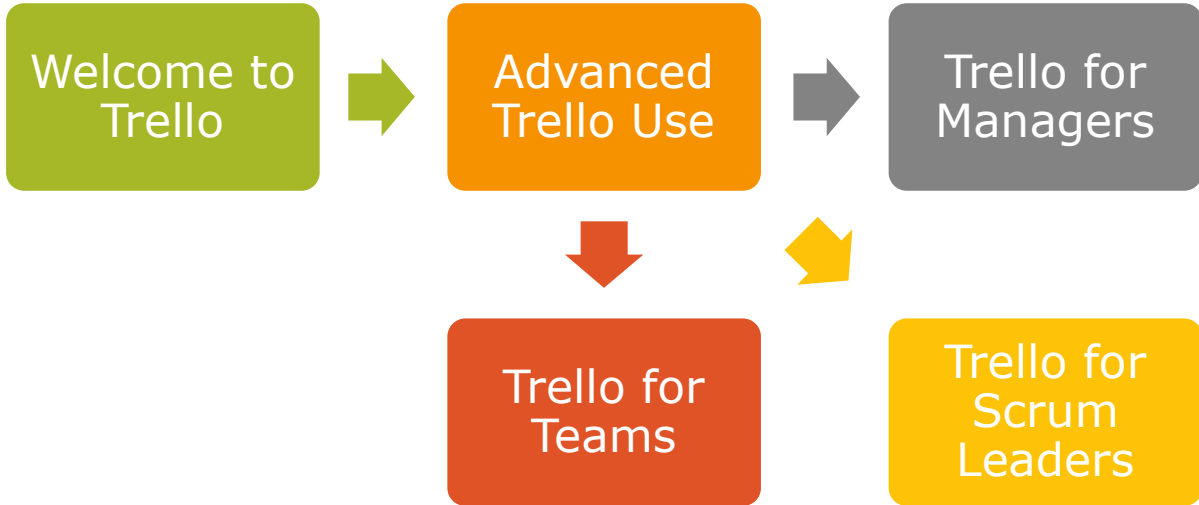 Welcome to
Trello
Advanced
Trello Use
Trello for
Managers
Trello for
Teams
Trello for
Scrum
Leaders